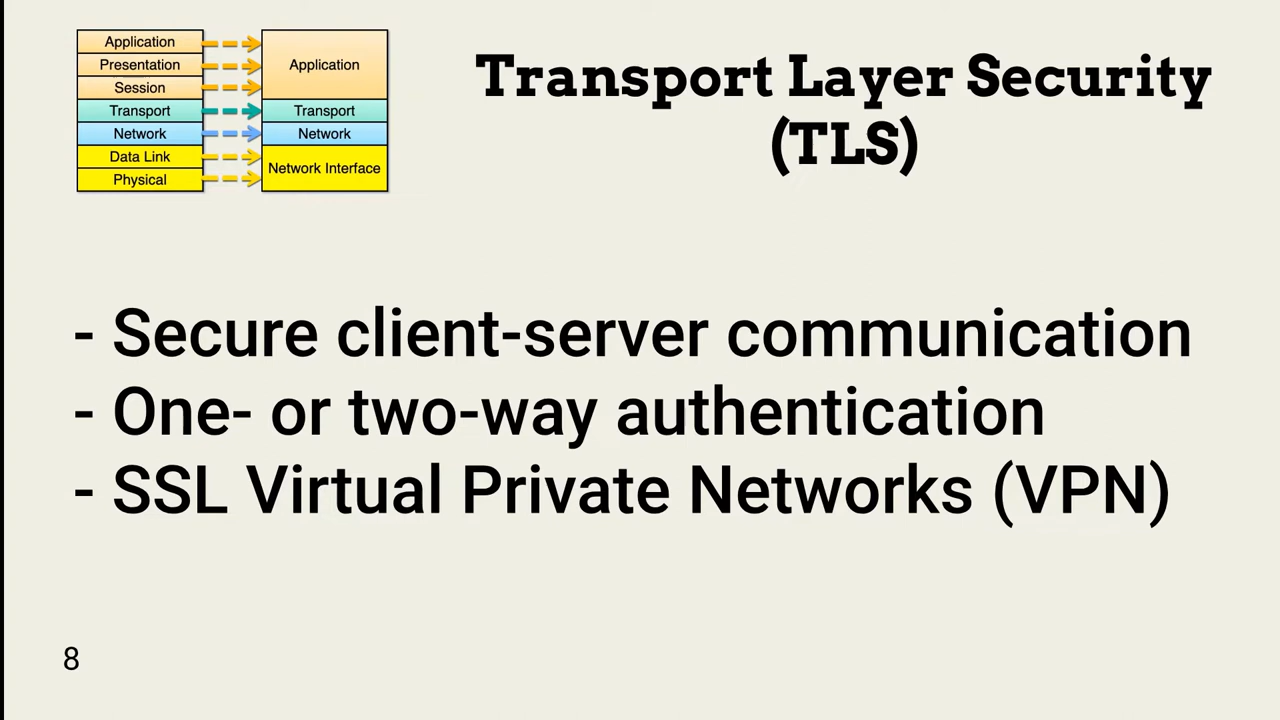 Application
Presentation
Session
Transport
Network
Data Link
Physical
Application
Transport
Network
Network Interface
Transport Layer Security
(TLS)
- Secure client-server communication
- One- or two-way authentication
- SSL Virtual Private Networks (VPN)
8